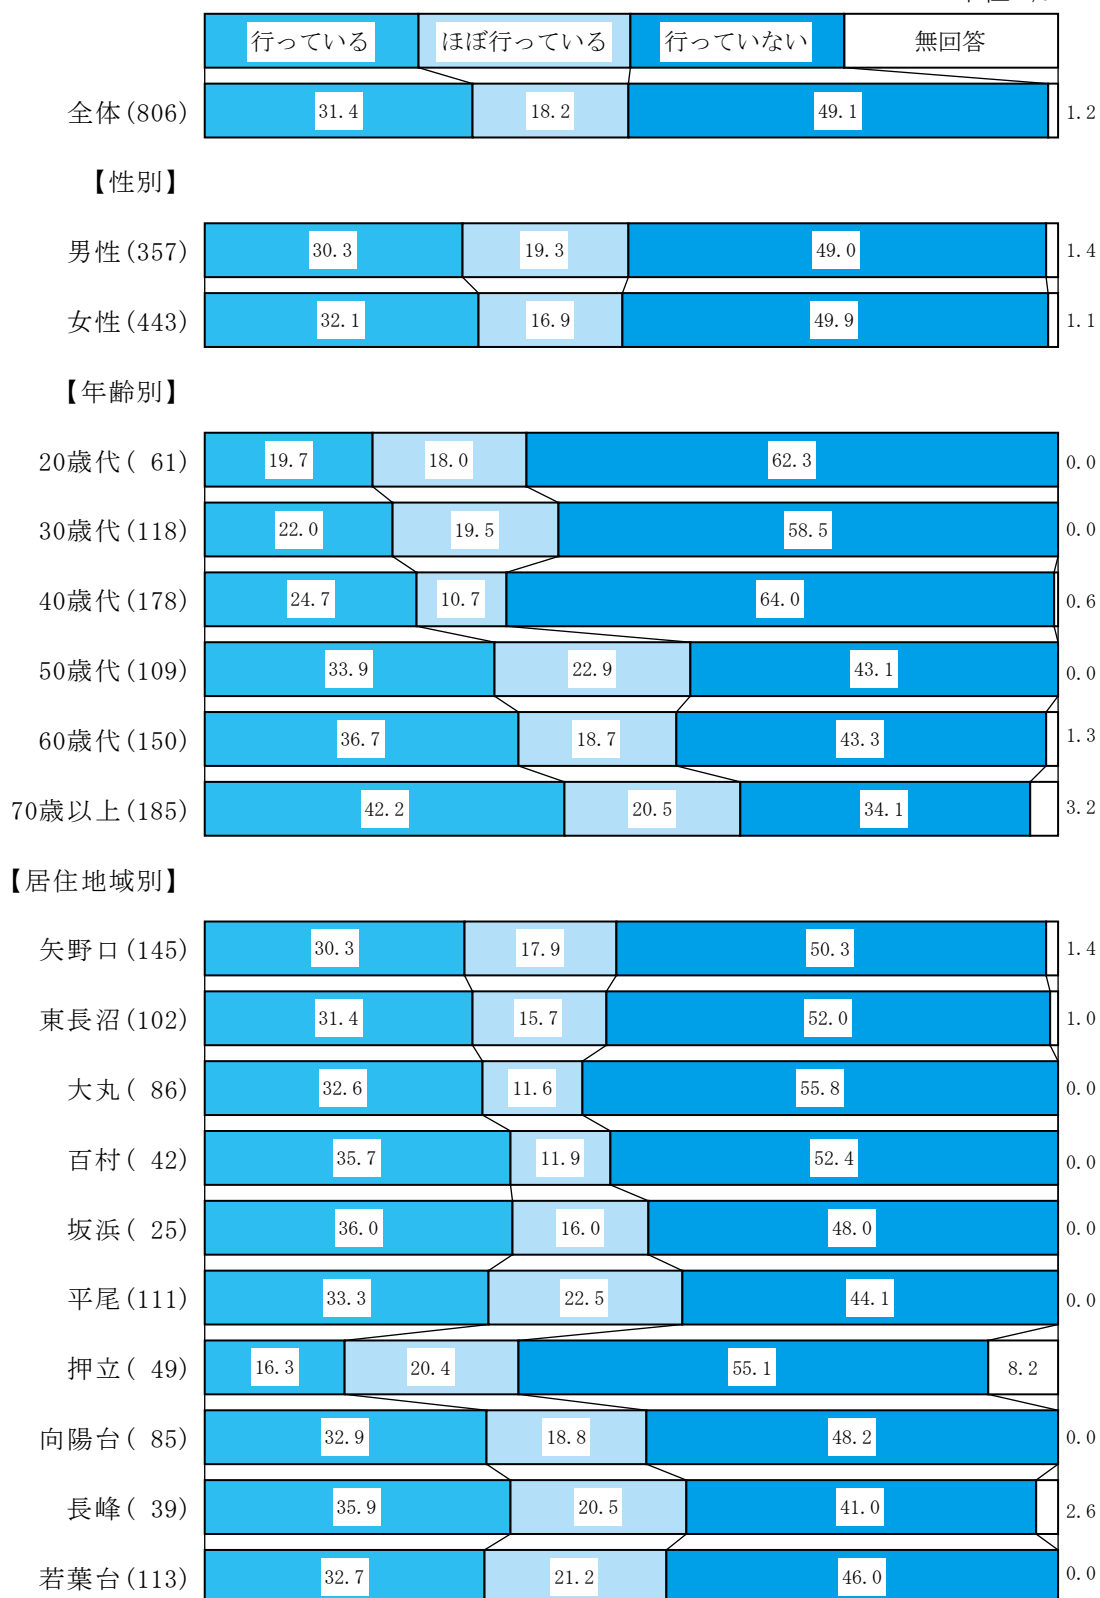 行っている ほぼ行っている 行っていない 無回答
全体(806) 31.4 18.2 49.1 1.2
【性別】
男性(357) 30.3 19.3 49.0 1.4
女性(443) 32.1 16.9 49.9 1.1
【年齢別】
20歳代( 61) 19.7 18.0 62.3 0.0
30歳代(118) 22.0 19.5 58.5 0.0
40歳代(178) 24.7 10.7 64.0 0.6
50歳代(109) 33.9 22.9 43.1 0.0
60歳代(150) 36.7 18.7 43.3 1.3
70歳以上(185) 42.2 20.5 34.1 3.2
【居住地域別】
矢野口(145) 30.3 17.9 50.3 1.4
東長沼(102) 31.4 15.7 52.0 1.0
大丸( 86) 32.6 11.6 55.8 0.0
百村( 42) 35.7 11.9 52.4 0.0
坂浜( 25) 36.0 16.0 48.0 0.0
平尾(111) 33.3 22.5 44.1 0.0
押立( 49) 16.3 20.4 55.1 8.2
向陽台( 85) 32.9 18.8 48.2 0.0
長峰( 39) 35.9 20.5 41.0 2.6
若葉台(113) 32.7 21.2 46.0 0.0